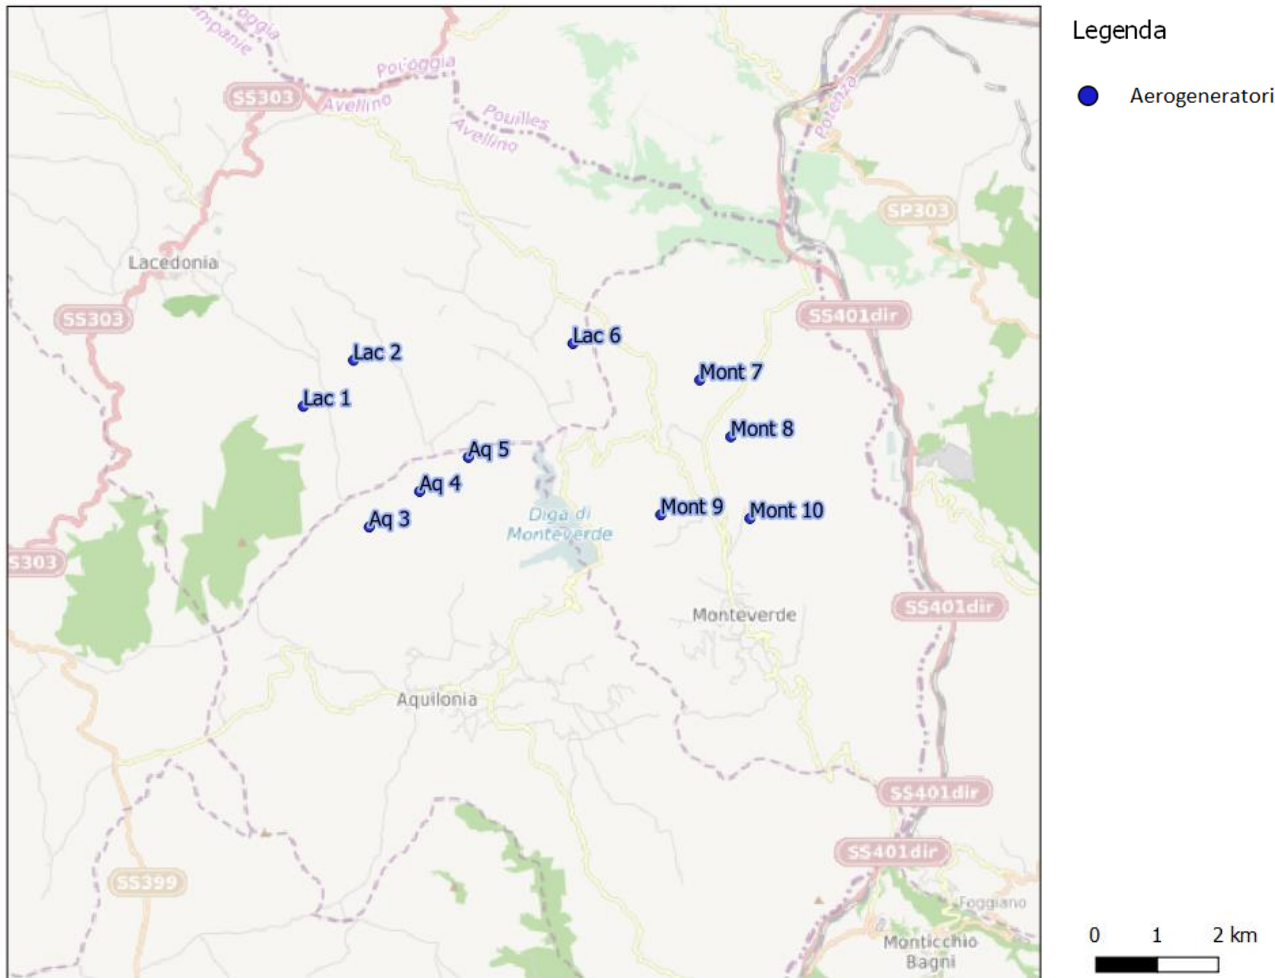 Foggia
Campanie
Legenda
Aerogeneratori
SS303
Avellino
Pouilles
Avellino
Potenza
SP303
Lacedonia
SS303
SS401dir
Lac 6
Lac 2
Mont 7
Lac 1
Mont 8
Aq 5
Aq 4
Mont 9
Mont 10
Aq 3
Diga di
Monteverde
S303
SS401dir
Monteverde
Aquilonia
SS401dir
SS401dir
SS399
Foggiano
Monticchio
Bagni
0 1 2 km